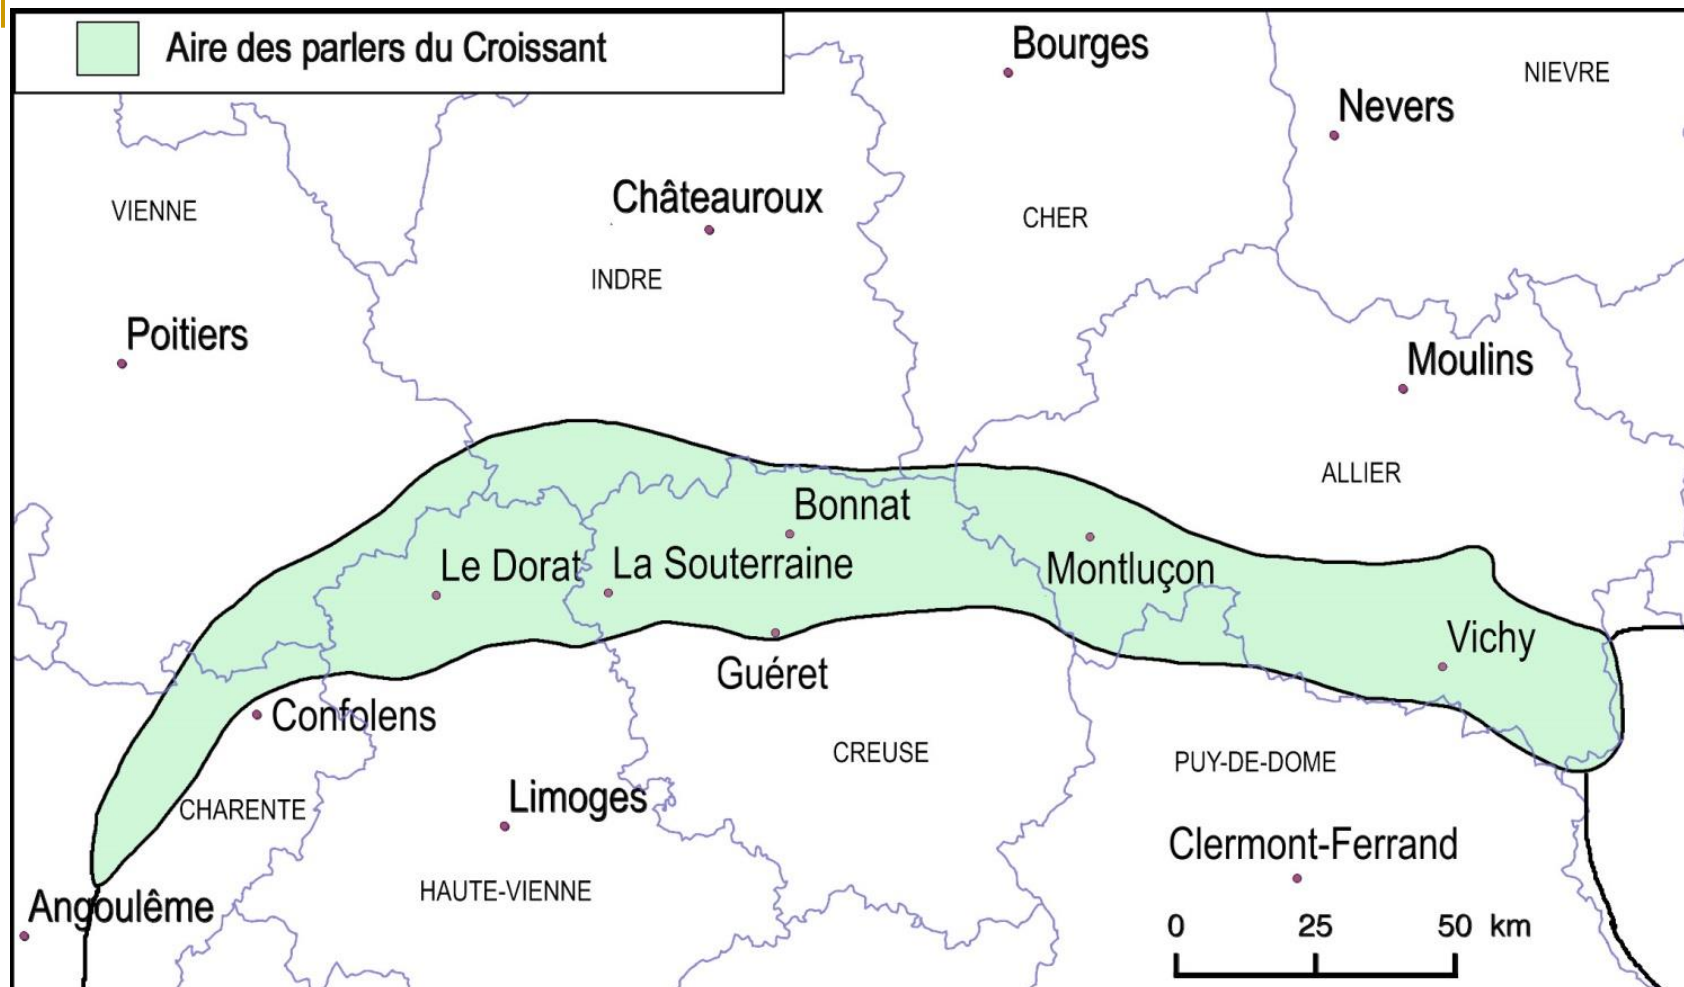 Aire des parlers du Croissant
Bourges
NIEVRE
Nevers
Châteauroux
VIENNE
CHER
INDRE
Poitiers
Moulins
ALLIER
Bonnat
Le Dorat
La Souterraine
Montluçon
Vichy
Guéret
Confolens
CREUSE
PUY-DE-DOME
CHARENTE
Limoges
Clermont-Ferrand
HAUTE-VIENNE
Angoulême
0 25 50 km